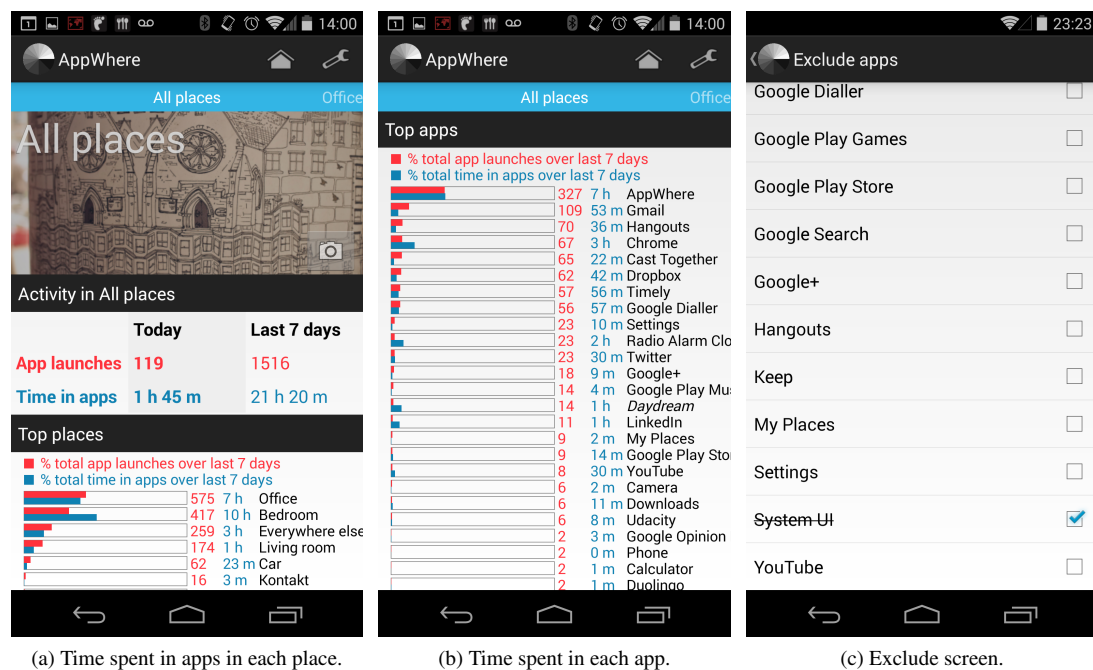 14:00
AppWhere
All places
Office
All places
Activity in All places
Today Last 7 days
App launches 119 1516
Time in apps 1 h 45 m 21 h 20 m
Top places
% total app launches over last 7 days
% total time in apps over last 7 days
575 7 h Office
417 10 h Bedroom
259 3 h Everywhere else
174 1 h Living room
62 23 m Car
16 3 m Kontakt
(a) Time spent in apps in each place.
14:00
AppWhere
All places
Office
Top apps
% total app launches over last 7 days
% total time in apps over last 7 days
327 7 h AppWhere
109 53 m Gmail
70 36 m Hangouts
67 3 h Chrome
65 22 m Cast Together
62 42 m Dropbox
57 56 m Timely
56 57 m Google Dialler
23 10 m Settings
23 2 h Radio Alarm Clo
23 30 m Twitter
18 9 m Google+
14 4 m Google Play Mus
14 1 h Daydream
11 1 h LinkedIn
9 2 m My Places
9 14 m Google Play Sto
8 30 m YouTube
6 2 m Camera
6 11 m Downloads
6 8 m Udacity
2 3 m Google Opinion
2 0 m Phone
2 1 m Calculator
2 1 m Duolingo
(b) Time spent in each app.
23:23
Exclude apps
Google Dialler
Google Play Games
Google Play Store
Google Search
Google+
Hangouts
Keep
My Places
Settings
System UI
YouTube
(c) Exclude screen.